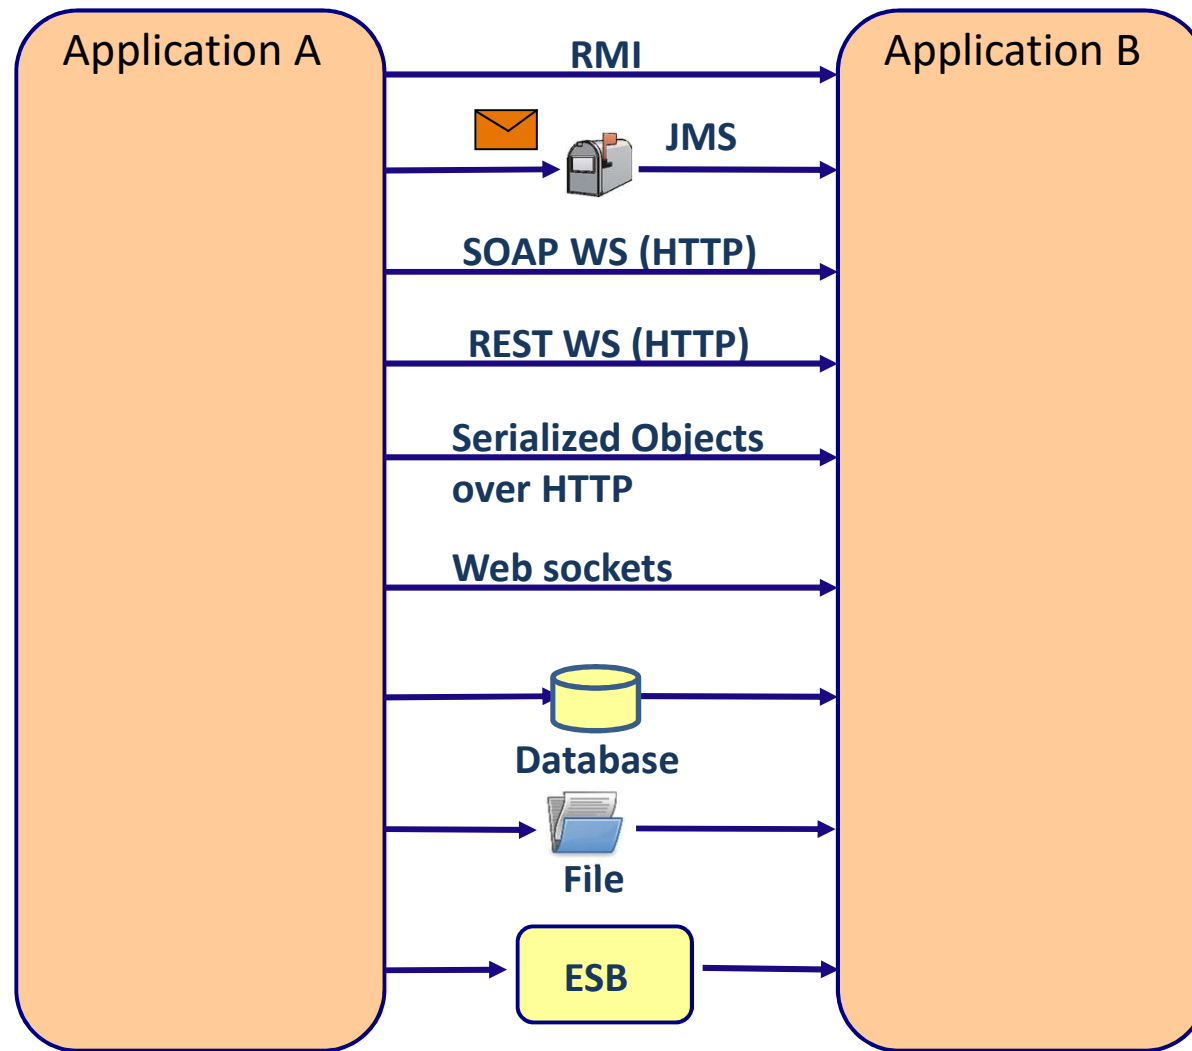 Application A
RMI
Application B
JMS
SOAP WS (HTTP)
REST WS (HTTP)
Serialized Objects
over HTTP
Web sockets
Database
File
ESB